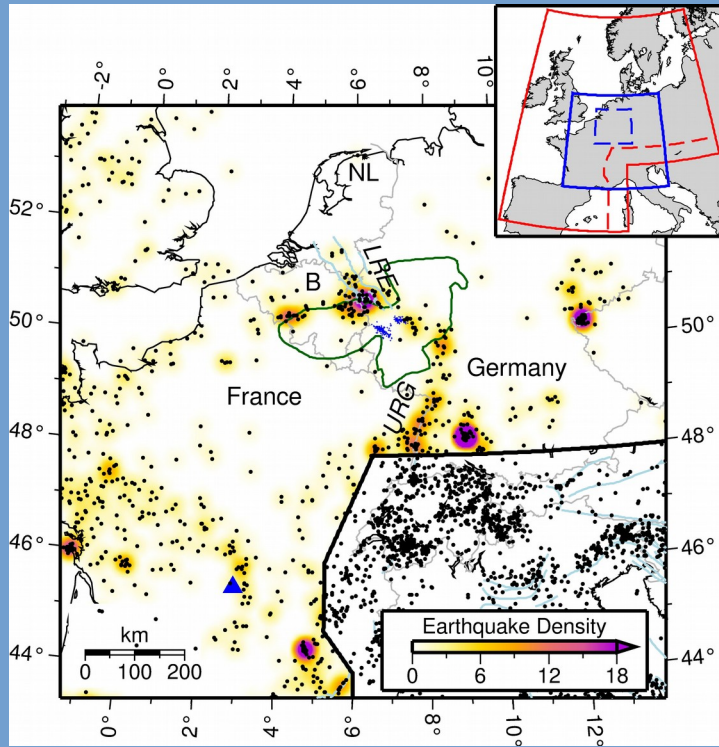 -2° 0° 2° 4° 6° 8° 10°
NL
52°
LRE
B
50° 50°
Germany
France
URG
48° 48°
46° 46°
km
0 100 200
Earthquake Density
0 6 12 18
44° 44°
0° 2° 4° 6° 8° 10° 12°